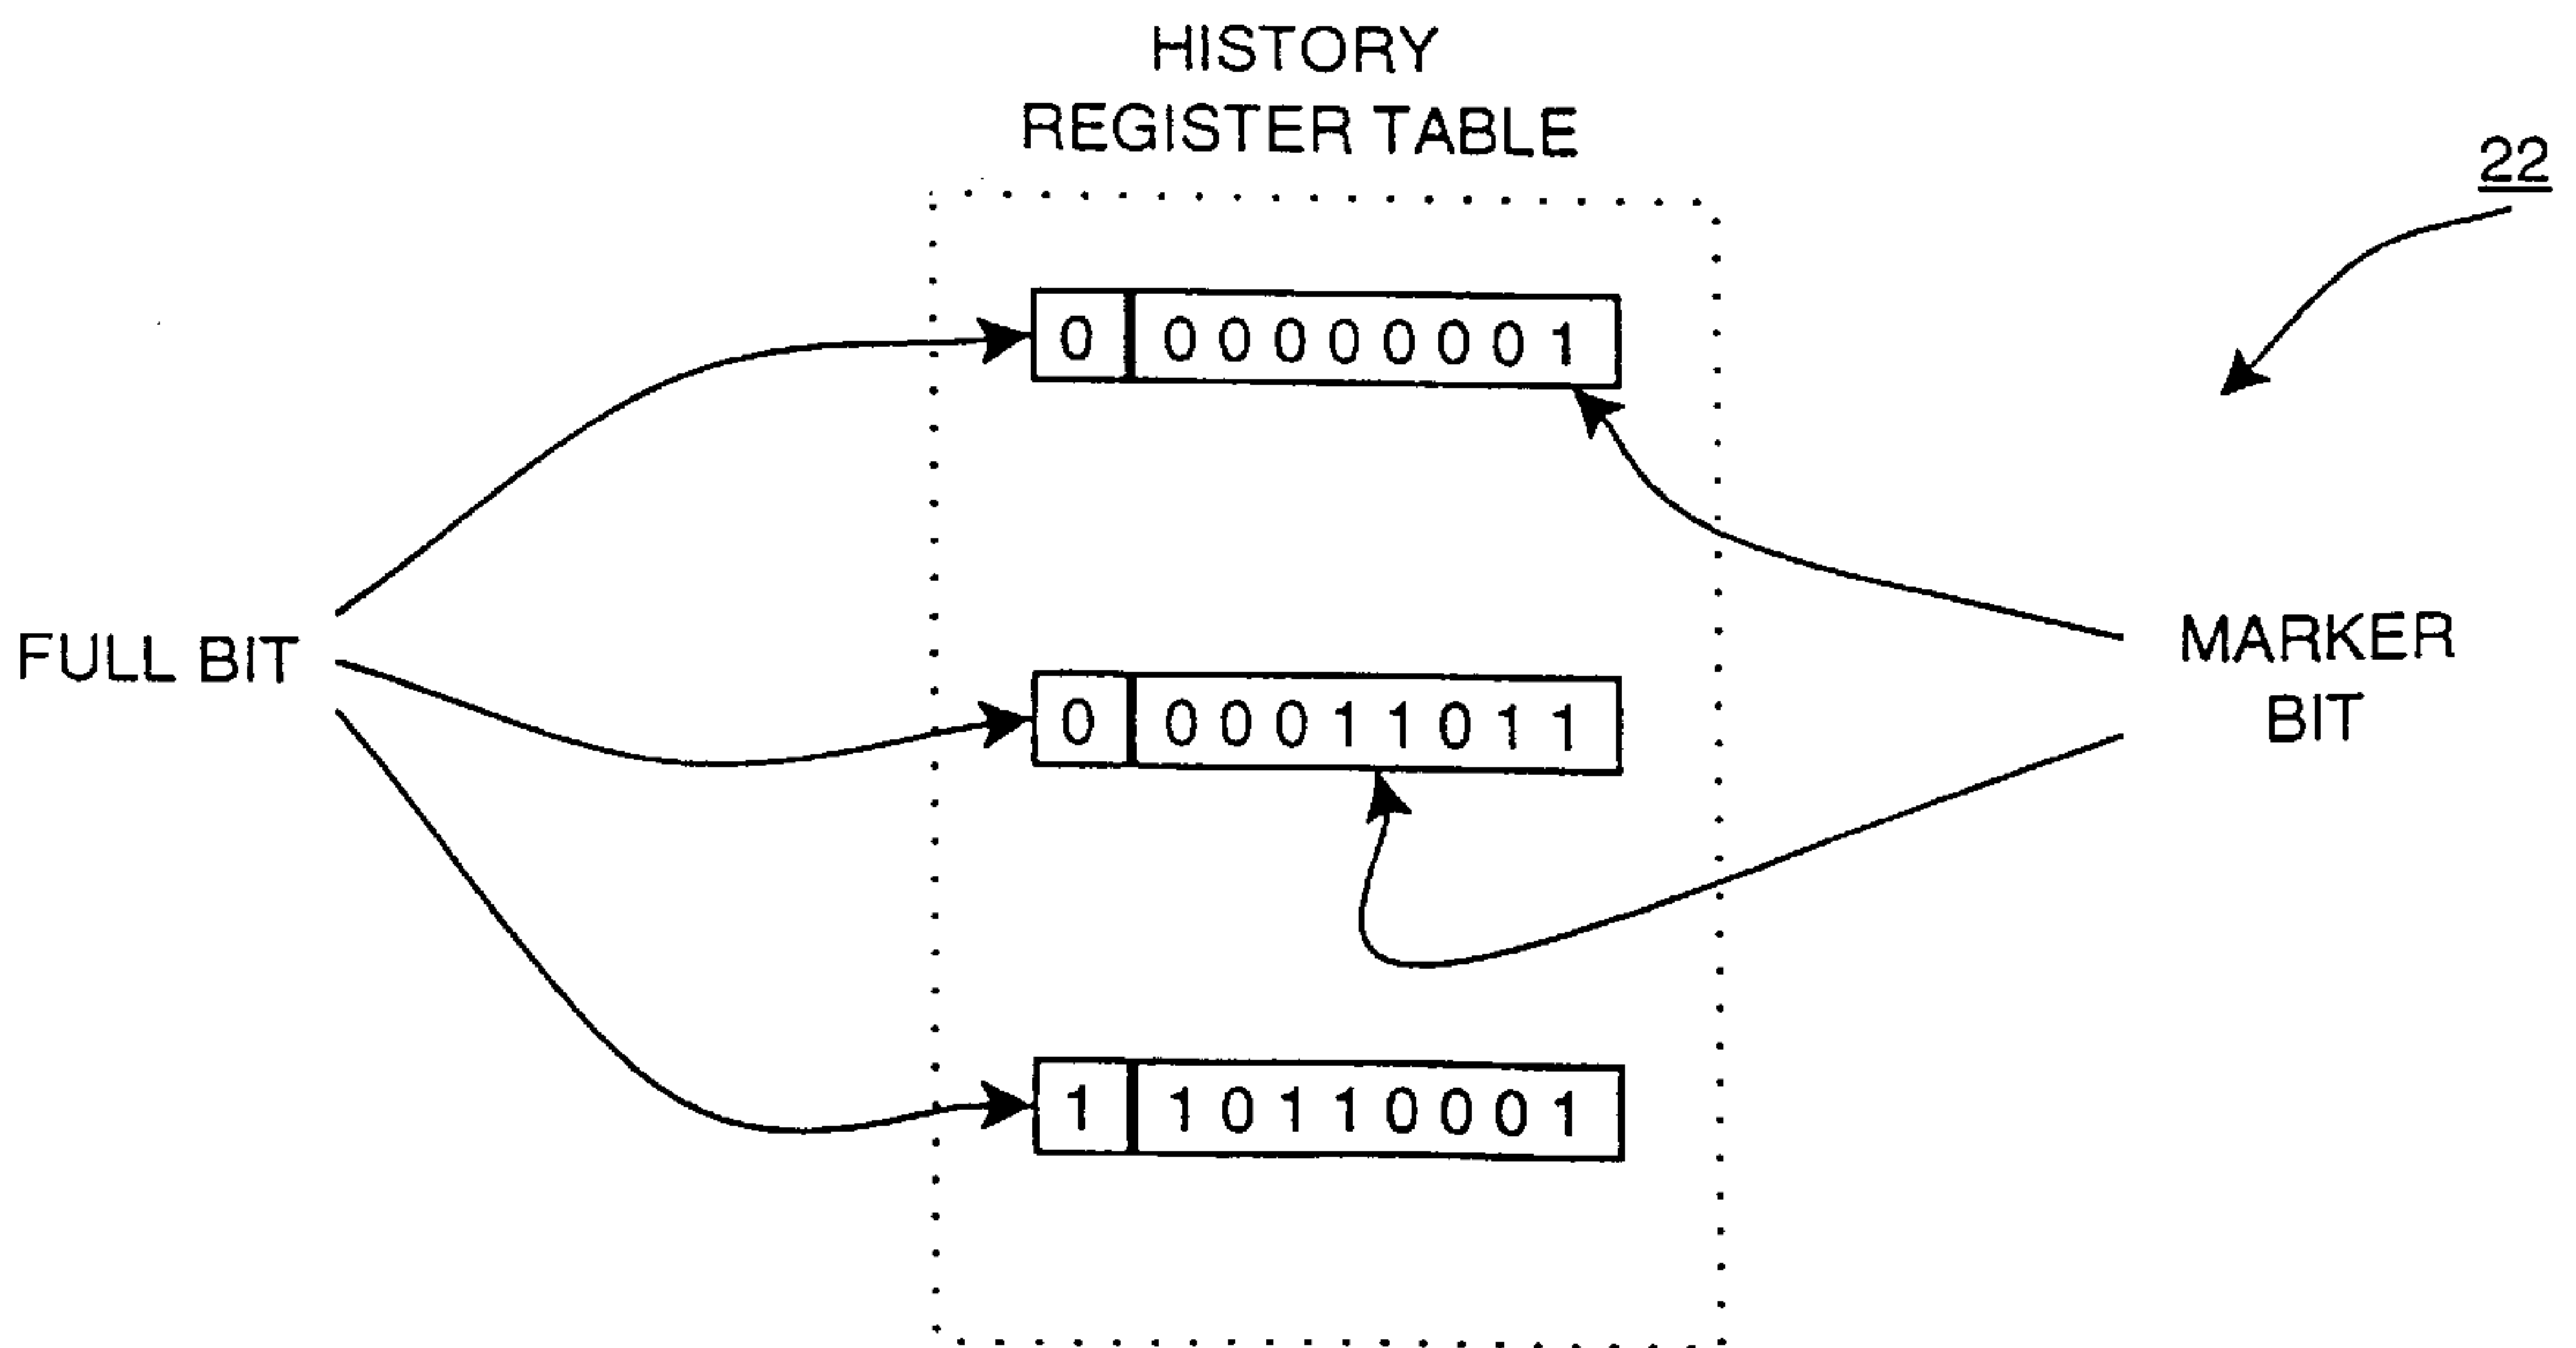 HISTORY
REGISTER TABLE
22
0 00000001
FULL BIT
MARKER
BIT
0 00011011
1 10110001